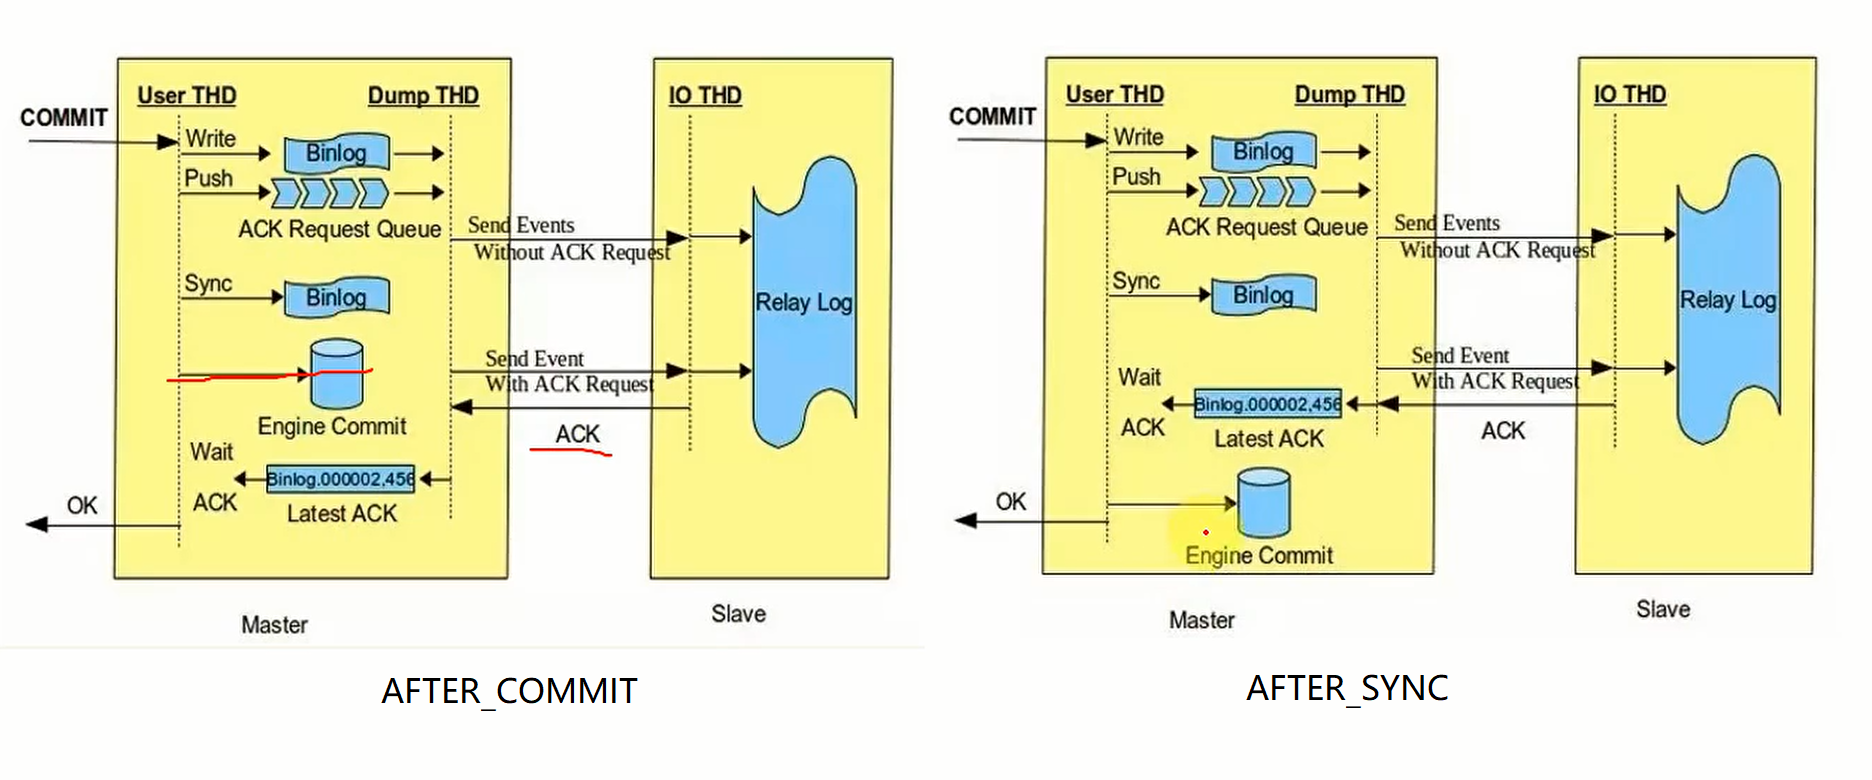 User THD
Dump THD
COMMIT
Write
Binlog
Push
ACK Request Queue
Send Events
Without ACK Request
Sync
Binlog
Send Event
With ACK Request
Engine Commit
ACK
Wait
ACK
Binlog.000002,456
Latest ACK
OK
Master
IO THD
Relay Log
Slave
AFTER_COMMIT
User THD
Dump THD
COMMIT
Write
Binlog
Push
ACK Request Queue
Send Events
Without ACK Request
Sync
Binlog
Send Event
With ACK Request
Wait
ACK
Binlog.000002,456
Latest ACK
ACK
OK
Engine Commit
Master
IO THD
Relay Log
Slave
AFTER_SYNC